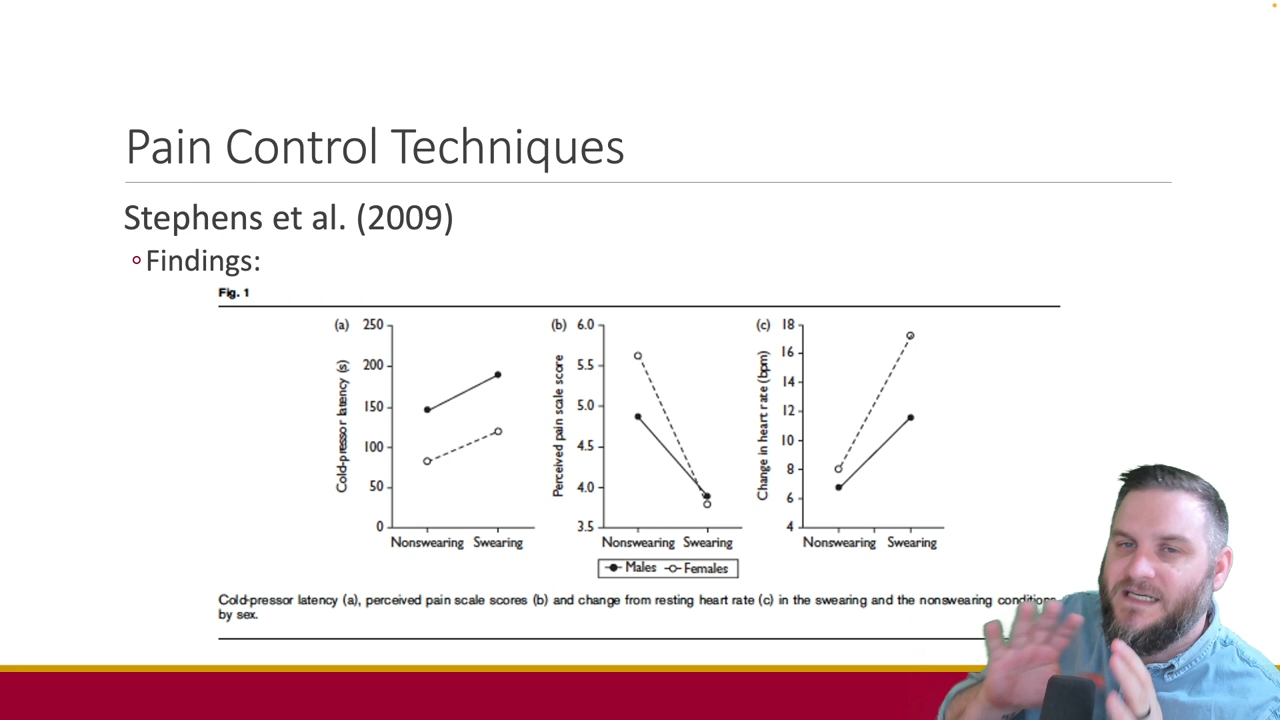 Pain Control Techniques
Stephens et al. (2009)
Findings:
Fig. 1
(a)
250
200
150
100
50
0
Cold-pressor latency (s)
Nonswearing Swearing
(b)
6.0
5.5
5.0
4.5
4.0
3.5
Perceived pain scale score
Nonswearing Swearing
(c)
18
16
14
12
10
8
6
4
Change in heart rate (bpm)
Nonswearing Swearing
Males Females
Cold-pressor latency (a), perceived pain scale scores (b) and change from resting heart rate (c) in the swearing and the nonswearing conditions
by sex.